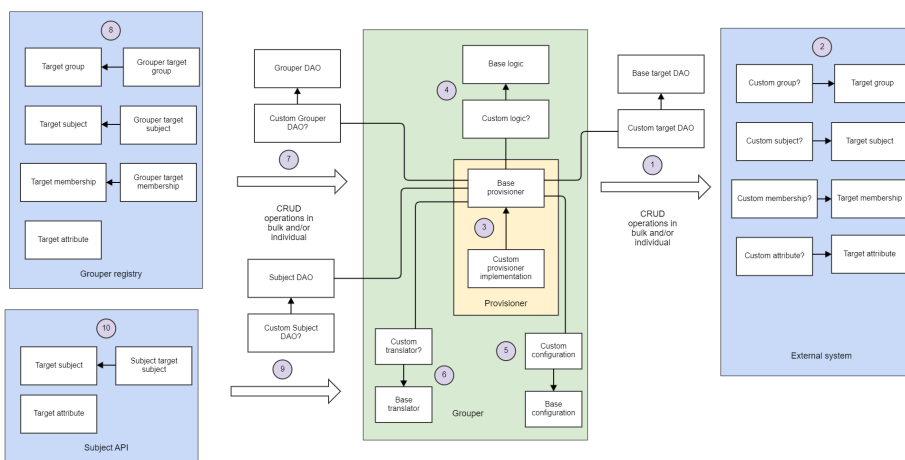 8
Target group
Grouper target
group
Target subject
Grouper target
subject
Target membership
Grouper target
membership
Target attribute
Grouper registry
10
Target subject
Subject target
subject
Target attribute
Subject API
Grouper DAO
Custom Grouper
DAO?
7
CRUD
operations in
bulk and/or
individual
Subject DAO
Custom Subject
DAO?
9
Base logic
4
Custom logic?
Base
provisioner
3
Custom
provisioner
implementation
Provisioner
Custom
translator?
6
Base
translator
5
Custom
configuration
Base
configuration
Grouper
Base target DAO
Custom target DAO
1
CRUD
operations in
bulk and/or
individual
2
Custom group?
Target group
Custom subject?
Target subject
Custom membership?
Target membership
Custom attribute?
Target attribute
External system